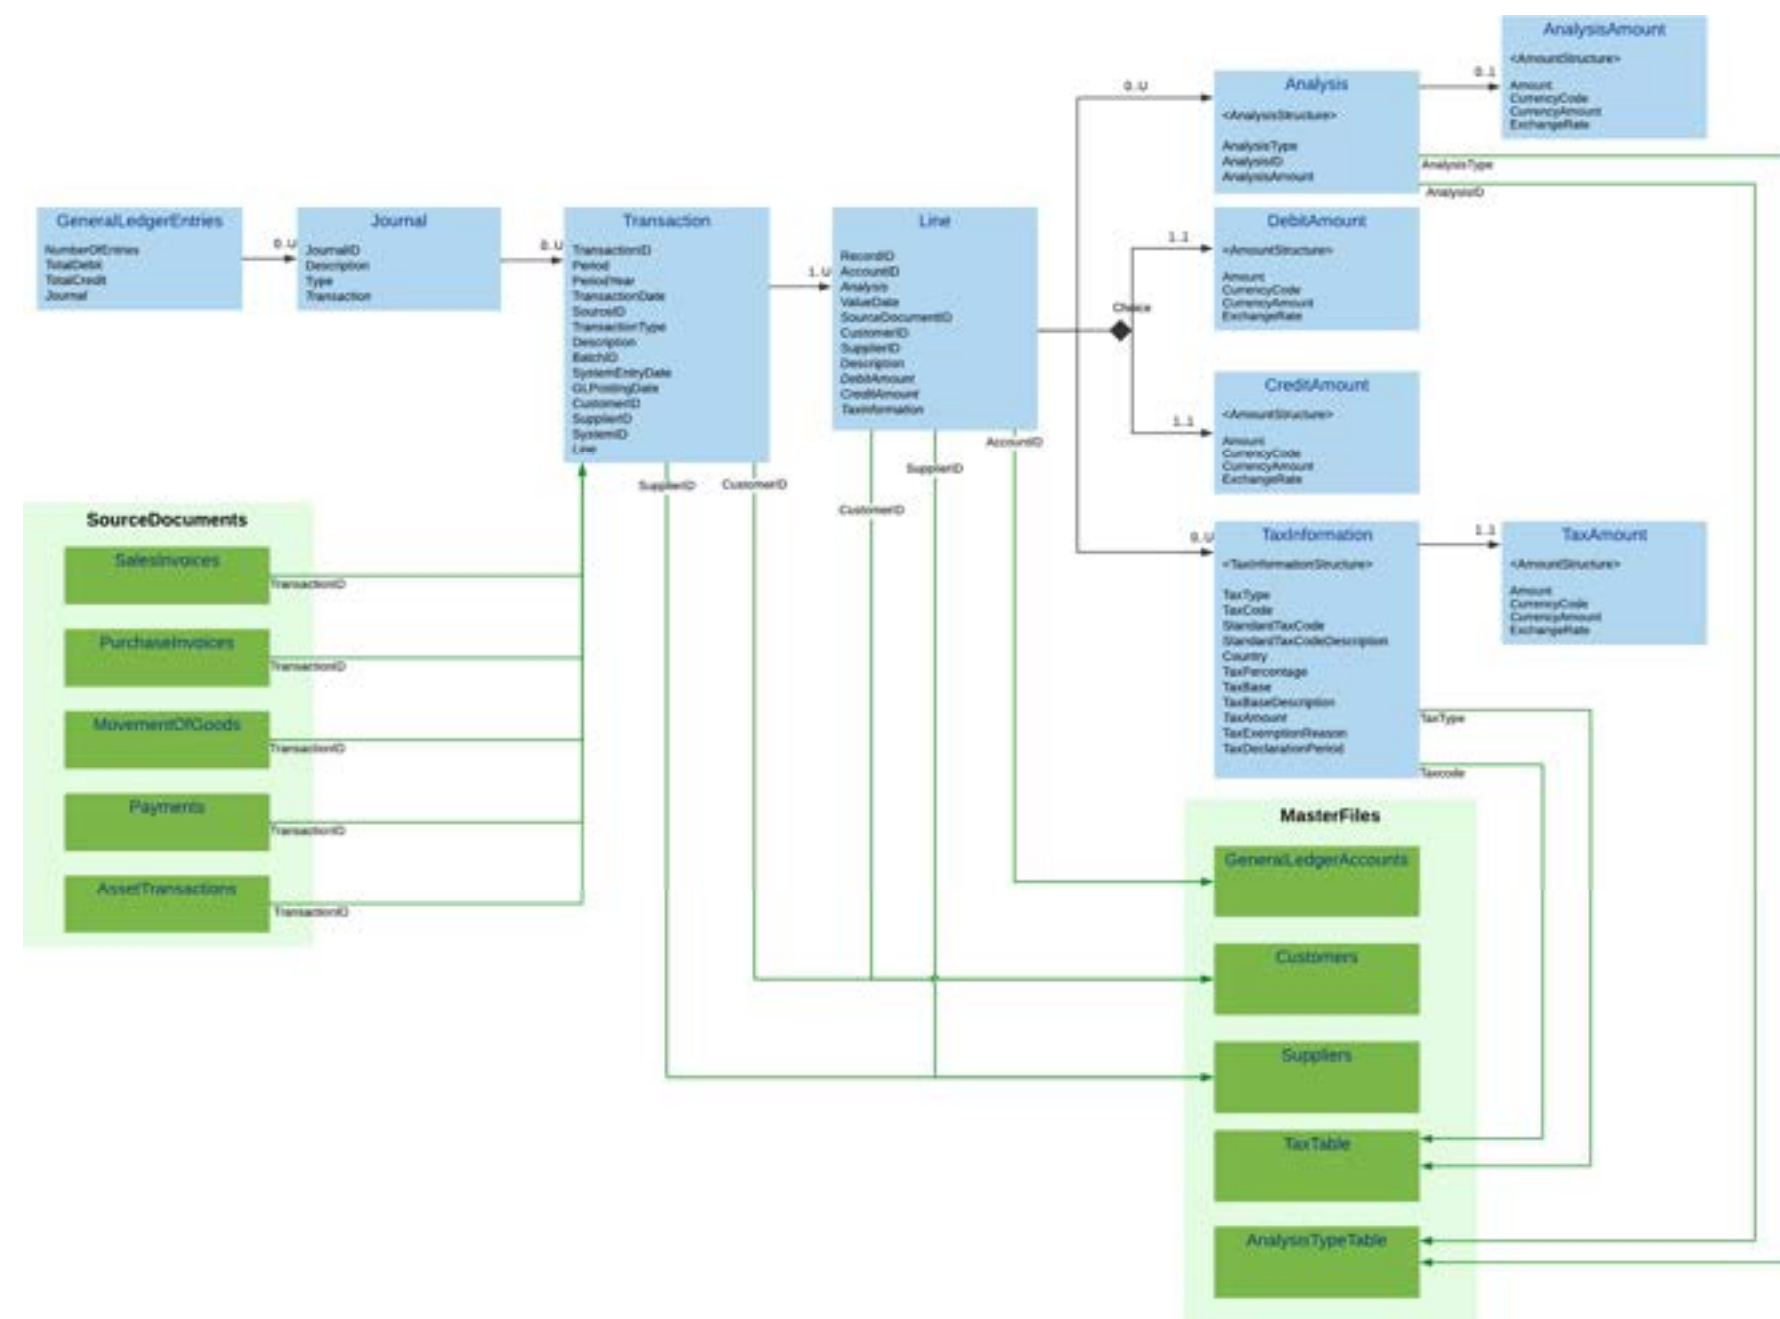 AnalysisAmount
<AmountStructure>
Amount
CurrencyCode
CurrencyAmount
ExchangeRate
0..1
0..U
Analysis
<AnalysisStructure>
AnalysisType
AnalysisID
AnalysisAmount
AnalysisType
AnalysisID
GeneralLedgerEntries
NumberOfEntries
TotalDebit
TotalCredit
Journal
0..U
Journal
JournalID
Description
Type
Transaction
0..U
Transaction
TransactionID
Period
PeriodYear
TransactionDate
SourceID
TransactionType
Description
BatchID
SystemEntryDate
GLPostingDate
CustomerID
SupplierID
SystemID
Line
1..U
Line
RecordID
AccountID
Analysis
ValueDate
SourceDocumentID
CustomerID
SupplierID
Description
DebitAmount
CreditAmount
TaxInformation
Choice
1..1
DebitAmount
<AmountStructure>
Amount
CurrencyCode
CurrencyAmount
ExchangeRate
1..1
CreditAmount
<AmountStructure>
Amount
CurrencyCode
CurrencyAmount
ExchangeRate
SupplierID
CustomerID
CustomerID
SupplierID
AccountID
0..U
TaxInformation
<TaxInformationStructure>
TaxType
TaxCode
StandardTaxCode
StandardTaxCodeDescription
Country
TaxPercentage
TaxBase
TaxBaseDescription
TaxAmount
TaxExemptionReason
TaxDeclarationPeriod
1..1
TaxAmount
<AmountStructure>
Amount
CurrencyCode
CurrencyAmount
ExchangeRate
TaxType
Taxcode
SourceDocuments
SalesInvoices
TransactionID
PurchaseInvoices
TransactionID
MovementOfGoods
TransactionID
Payments
TransactionID
AssetTransactions
TransactionID
MasterFiles
GeneralLedgerAccounts
Customers
Suppliers
TaxTable
AnalysisTypeTable